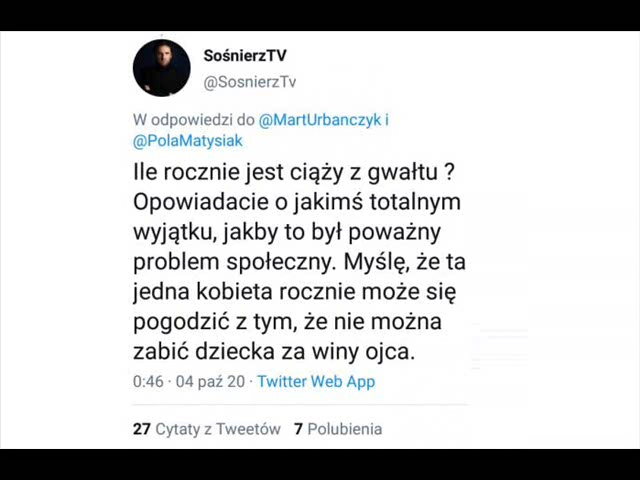 SośnierzTV
@SosnierzTv
W odpowiedzi do @MartUrbanczyk i
@PolaMatysiak
Ile rocznie jest ciąży z gwałtu ?
Opowiadacie o jakimś totalnym
wyjątku, jakby to był poważny
problem społeczny. Myślę, że ta
jedna kobieta rocznie może się
pogodzić z tym, że nie można
zabić dziecka za winy ojca.
0:46 · 04 paź 20 · Twitter Web App
27 Cytaty z Tweetów 7 Polubienia